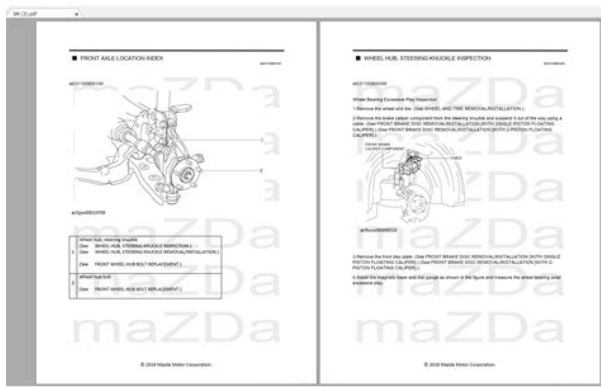 SM (3).pdf
■ FRONT AXLE LOCATION INDEX
maZDa
Wheel hub, steering knuckle
(See WHEEL HUB, STEERING KNUCKLE INSPECTION.)
1 (See WHEEL HUB, STEERING KNUCKLE REMOVAL/INSTALLATION.)
(See FRONT WHEEL HUB BOLT REPLACEMENT.)
Wheel hub bolt
2
(See FRONT WHEEL HUB BOLT REPLACEMENT.)
maZDa
© 2018 Mazda Motor Corporation
■ WHEEL HUB, STEERING KNUCKLE INSPECTION
maZDa
Wheel Bearing Excessive Play Inspection
1.Remove the wheel and tire. (See WHEEL AND TIRE REMOVAL/INSTALLATION.)
2.Remove the brake caliper component from the steering knuckle and suspend it out of the way using a
cable. (See FRONT BRAKE DISC REMOVAL/INSTALLATION [WITH SINGLE PISTON FLOATING
CALIPER].) (See FRONT BRAKE DISC REMOVAL/INSTALLATION [WITH 2-PISTON FLOATING
CALIPER].)
FRONT BRAKE
CALIPER COMPONENT
CABLE
3.Remove the front disc plate. (See FRONT BRAKE DISC REMOVAL/INSTALLATION [WITH SINGLE
PISTON FLOATING CALIPER].) (See FRONT BRAKE DISC REMOVAL/INSTALLATION [WITH 2-
PISTON FLOATING CALIPER].)
4.Install the magnetic base and dial gauge as shown in the figure and measure the wheel bearing axial
excessive play.
maZDa
© 2018 Mazda Motor Corporation